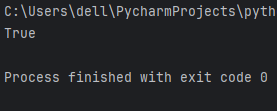 C:\Users\dell\PycharmProjects\pyth
True
Process finished with exit code 0